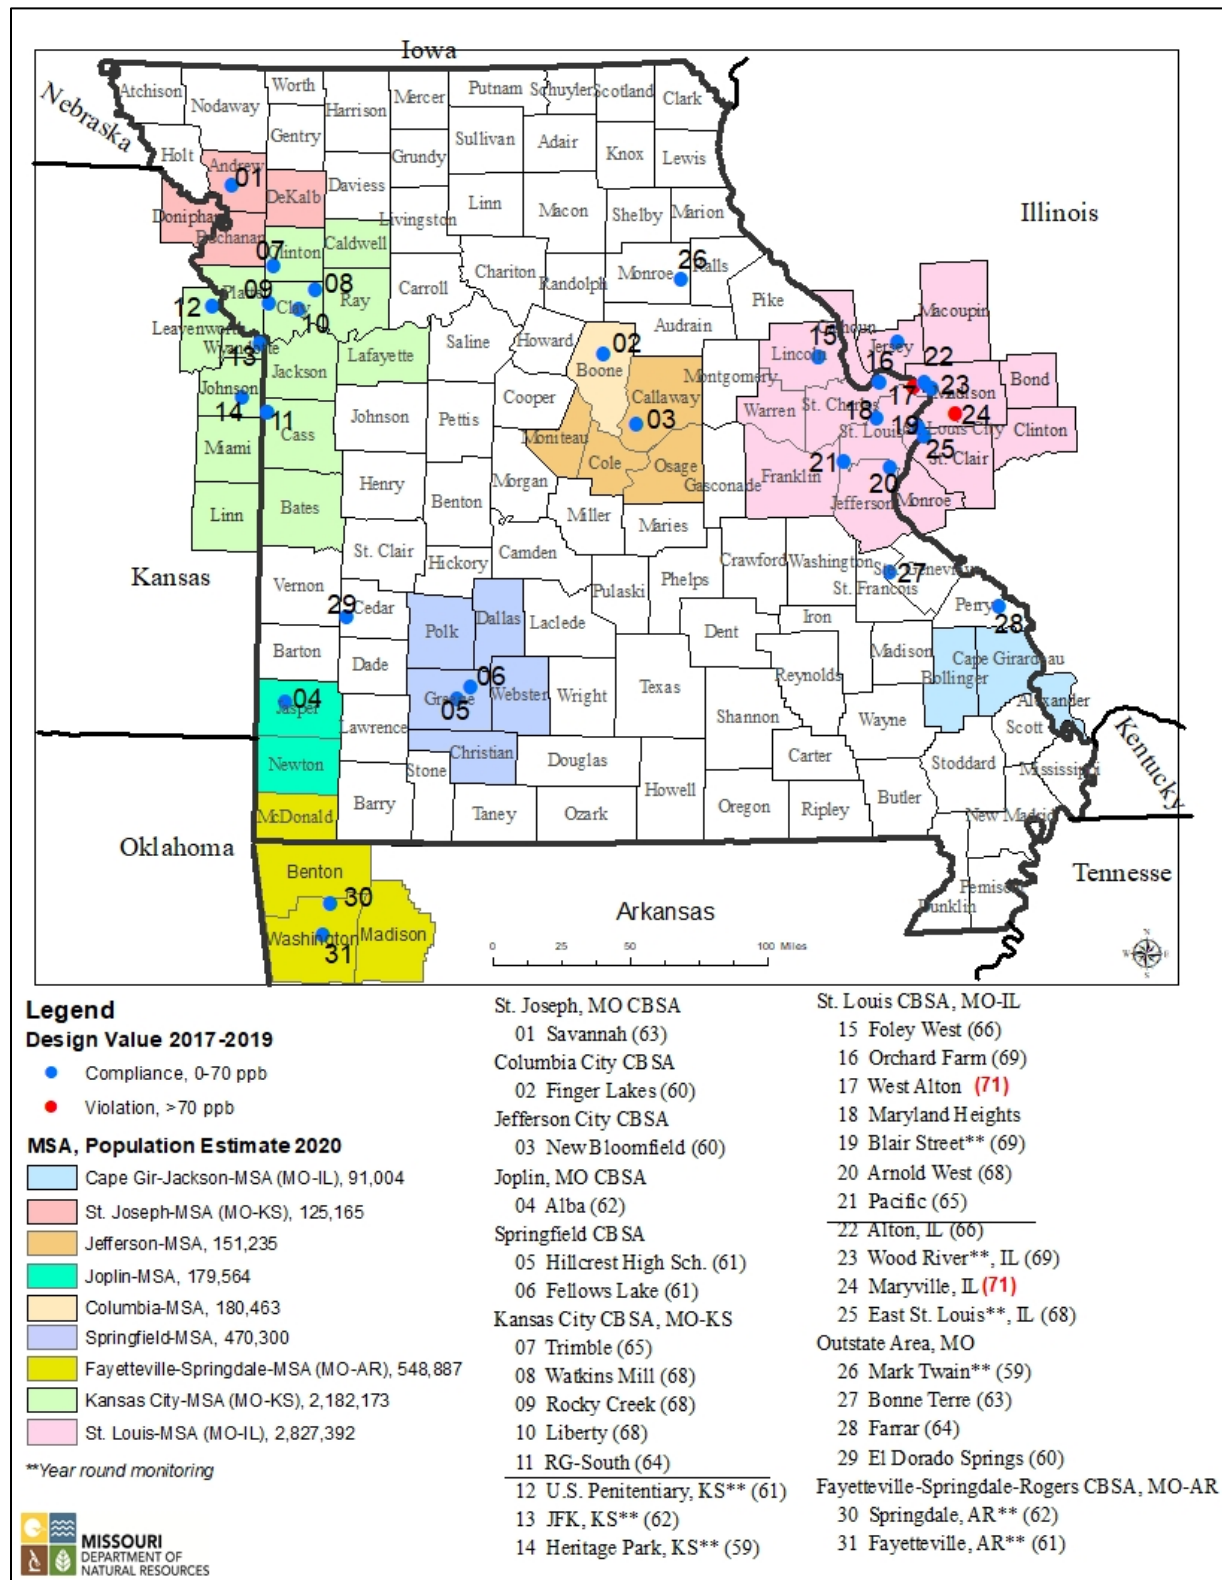 Iowa
Nebraska
Atchison
Nodaway
Worth
Harrison
Mercer
Putnam
Schuyler
Scotland
Clark
Gentry
Sullivan
Adair
Knox
Lewis
Holt
Andrew
01
DeKalb
Daviess
Grundy
Livingston
Linn
Macon
Shelby
Marion
Illinois
Doniphan
Buchanan
07
Clinton
Caldwell
Chariton
Randolph
Monroe
26
Ralls
Pike
12
Platte
09
Clay
08
10
Ray
Carroll
Leavenworth
Wyandotte
13
Saline
Howard
Audrain
Calhoun
Macoupin
Jersey
15
Lincoln
16
22
Johnson
14
Jackson
Lafayette
Boone
02
Callaway
Montgomery
Warren
St. Charles
17
23
Madison
Bond
11
Cass
Johnson
Pettis
Cooper
Moniteau
03
18
St. Louis
19
St. Louis City
24
Clinton
25
St. Clair
Miami
Henry
Benton
Morgan
Cole
Osage
Gasconade
Franklin
21
20
Jefferson
Monroe
Linn
Bates
Miller
Maries
Kansas
St. Clair
Hickory
Camden
Pulaski
Phelps
Crawford
Washington
Ste. Genevieve
27
St. Francois
Vernon
29
Cedar
Polk
Dallas
Laclede
Dent
Iron
Perry
28
Barton
Dade
Madison
Bollinger
Cape Girardeau
Alexander
04
Jasper
Greene
05
06
Webster
Wright
Texas
Reynolds
Shannon
Wayne
Scott
Lawrence
Newton
Christian
Stone
Douglas
Carter
Stoddard
Mississippi
Kentucky
McDonald
Barry
Taney
Ozark
Howell
Oregon
Ripley
Butler
New Madrid
Oklahoma
Benton
30
Washington
31
Madison
Arkansas
Pemiscot
Dunklin
Tennesse
0 25 50 100 Miles
N
W E
S
Legend
Design Value 2017-2019
Compliance, 0-70 ppb
Violation, >70 ppb
MSA, Population Estimate 2020
Cape Gir-Jackson-MSA (MO-IL), 91,004
St. Joseph-MSA (MO-KS), 125,165
Jefferson-MSA, 151,235
Joplin-MSA, 179,564
Columbia-MSA, 180,463
Springfield-MSA, 470,300
Fayetteville-Springdale-MSA (MO-AR), 548,887
Kansas City-MSA (MO-KS), 2,182,173
St. Louis-MSA (MO-IL), 2,827,392
**Year round monitoring
MISSOURI
DEPARTMENT OF
NATURAL RESOURCES
St. Joseph, MO CBSA
01 Savannah (63)
Columbia City CBSA
02 Finger Lakes (60)
Jefferson City CBSA
03 New Bloomfield (60)
Joplin, MO CBSA
04 Alba (62)
Springfield CBSA
05 Hillcrest High Sch. (61)
06 Fellows Lake (61)
Kansas City CBSA, MO-KS
07 Trimble (65)
08 Watkins Mill (68)
09 Rocky Creek (68)
10 Liberty (68)
11 RG-South (64)
12 U.S. Penitentiary, KS** (61)
13 JFK, KS** (62)
14 Heritage Park, KS** (59)
St. Louis CBSA, MO-IL
15 Foley West (66)
16 Orchard Farm (69)
17 West Alton (71)
18 Maryland Heights
19 Blair Street** (69)
20 Arnold West (68)
21 Pacific (65)
22 Alton, IL (66)
23 Wood River**, IL (69)
24 Maryville, IL (71)
25 East St. Louis**, IL (68)
Outstate Area, MO
26 Mark Twain** (59)
27 Bonne Terre (63)
28 Farrar (64)
29 El Dorado Springs (60)
Fayetteville-Springdale-Rogers CBSA, MO-AR
30 Springdale, AR** (62)
31 Fayetteville, AR** (61)